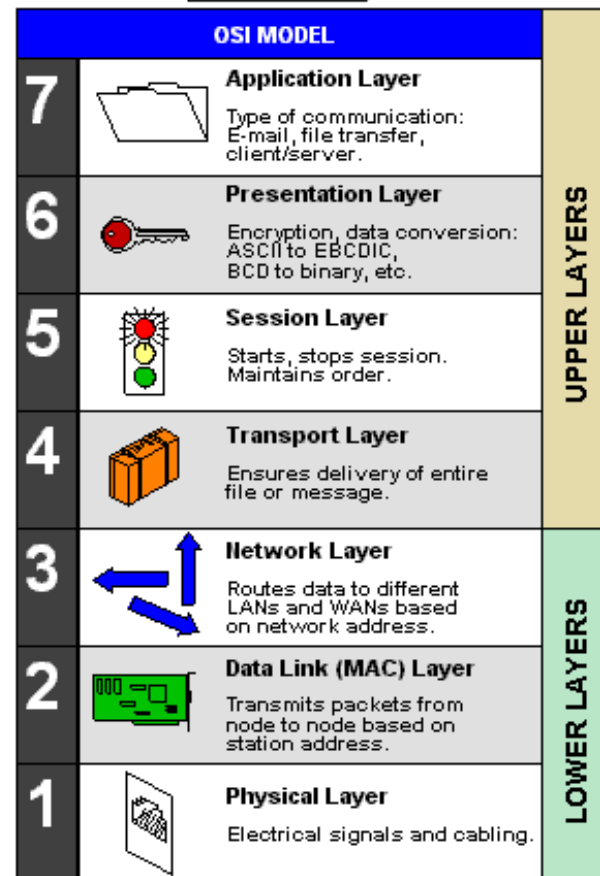 OSI MODEL
7
Application Layer
Type of communication:
E-mail, file transfer,
client/server.
6
Presentation Layer
Encryption, data conversion:
ASCII to EBCDIC,
BCD to binary, etc.
5
Session Layer
Starts, stops session.
Maintains order.
4
Transport Layer
Ensures delivery of entire
file or message.
UPPER LAYERS
3
Network Layer
Routes data to different
LANs and WANs based
on network address.
2
Data Link (MAC) Layer
Transmits packets from
node to node based on
station address.
1
Physical Layer
Electrical signals and cabling.
LOWER LAYERS